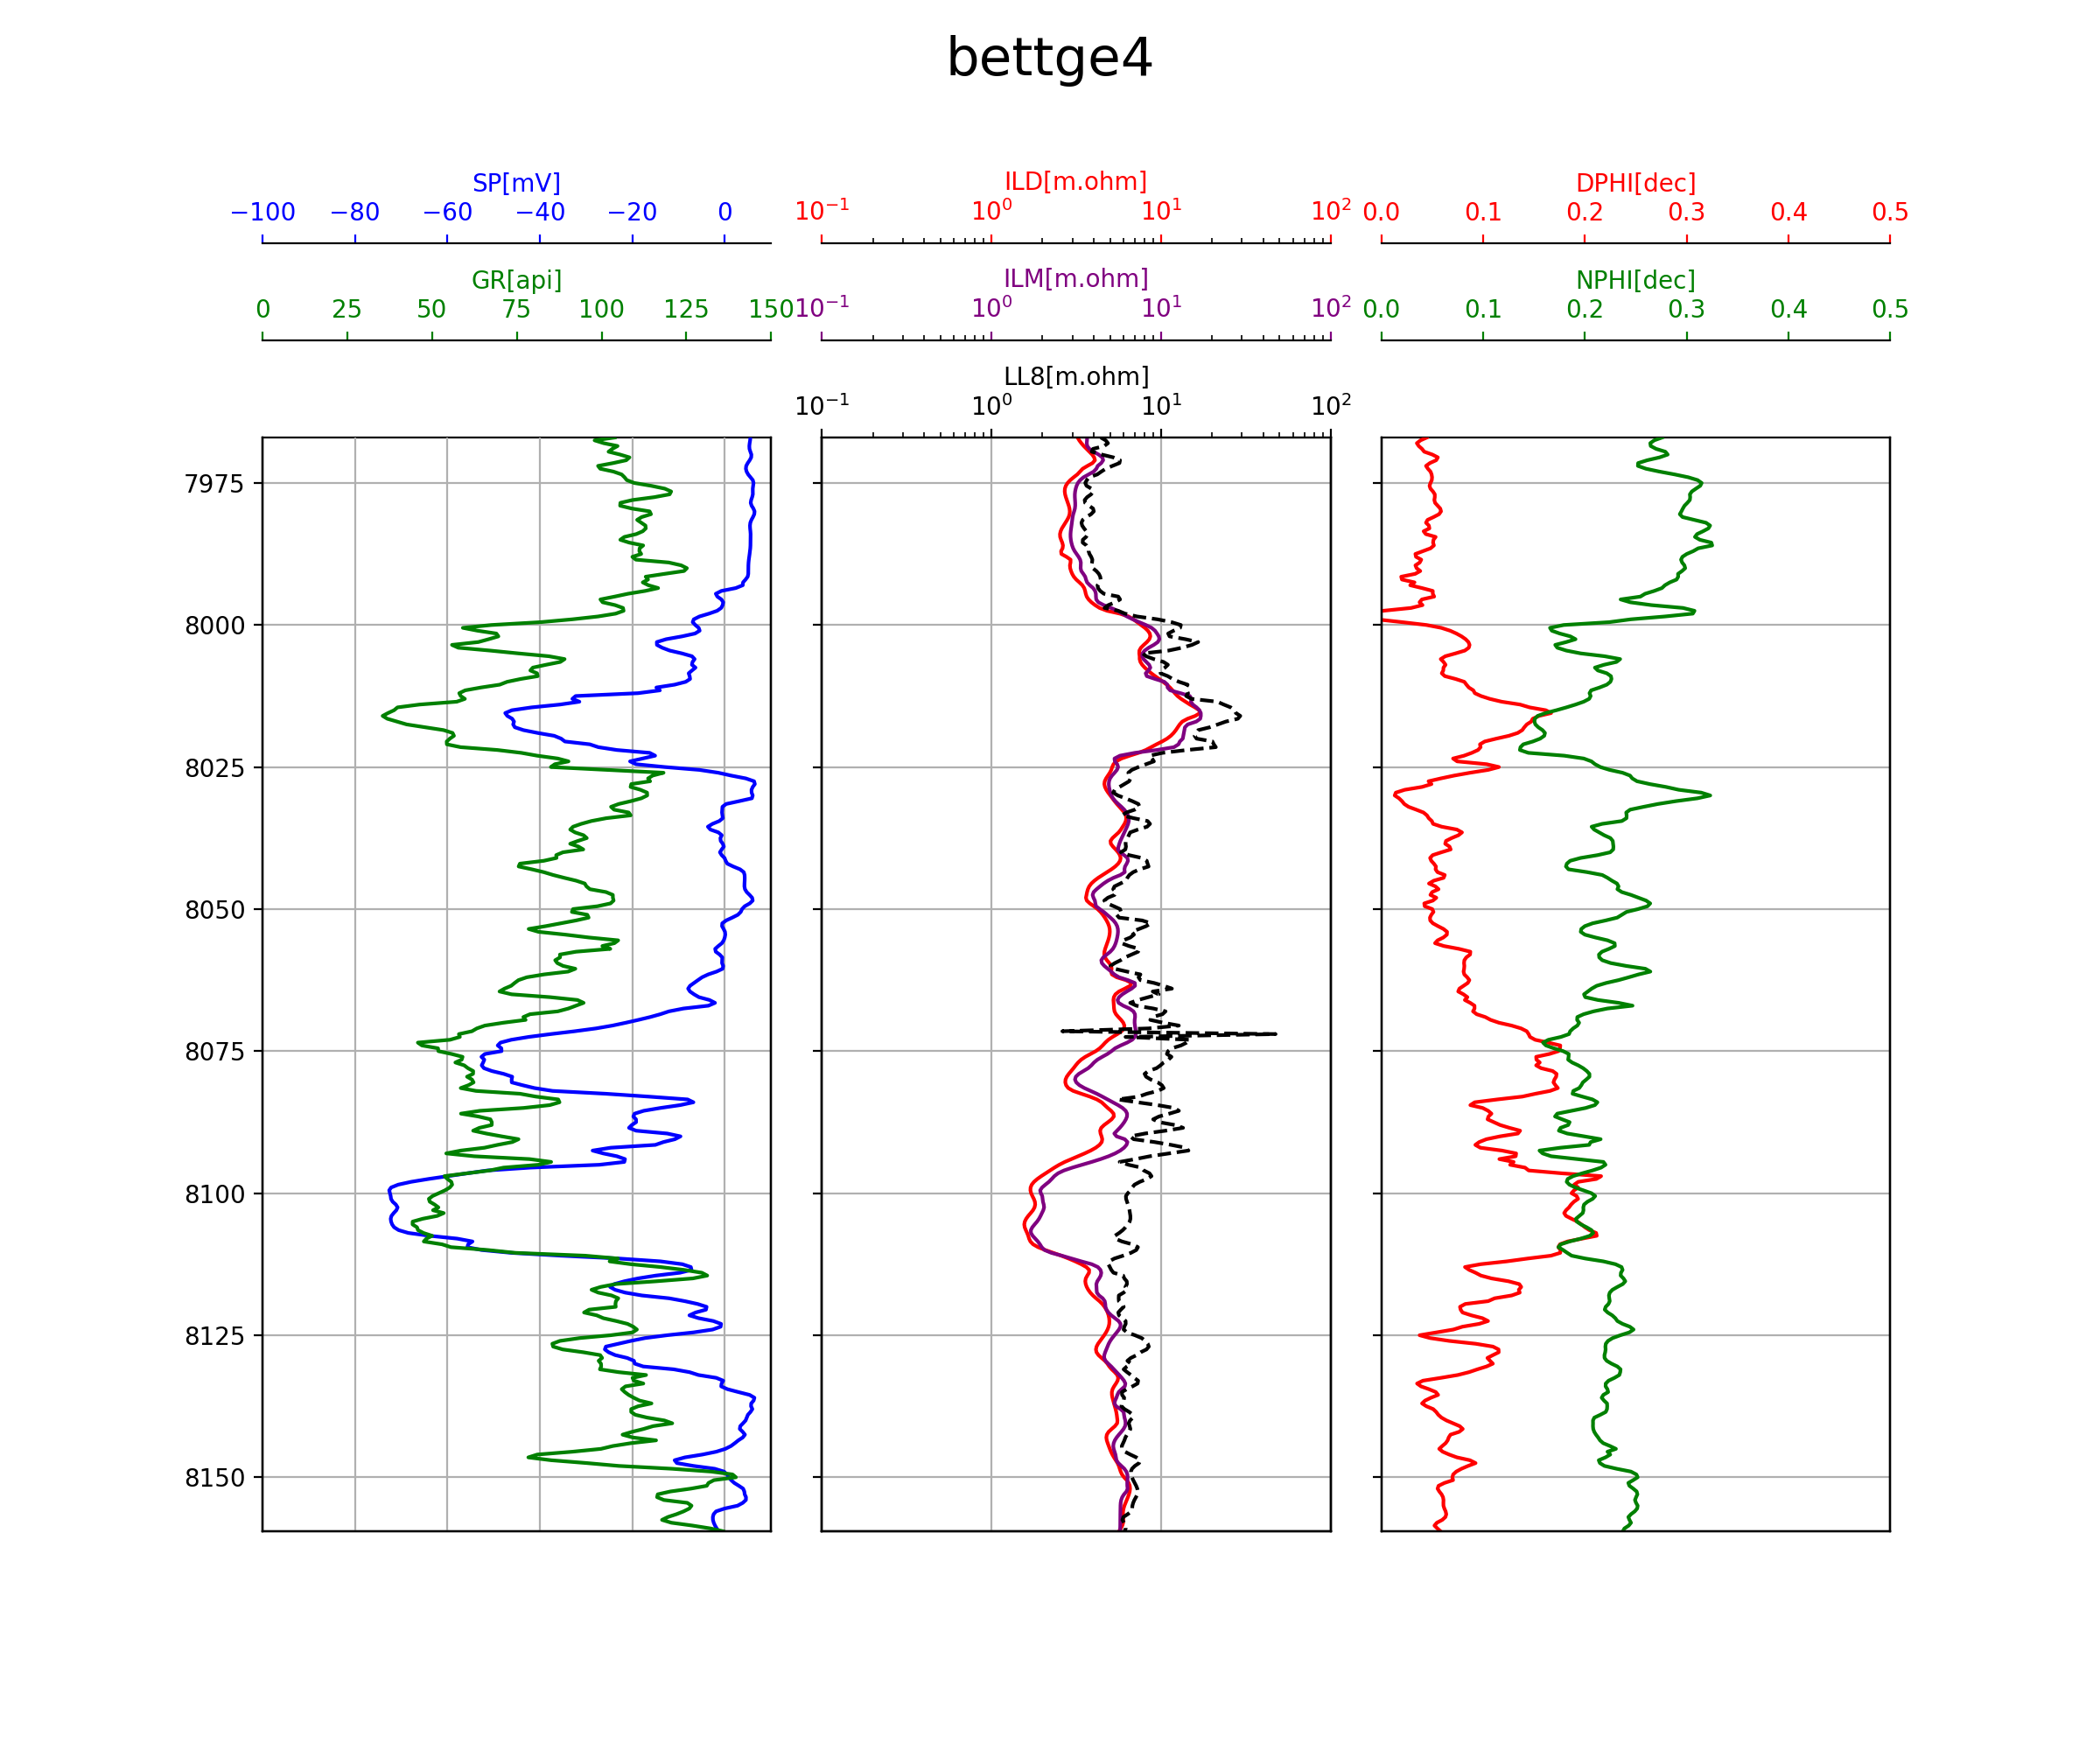 bettge4
SP[mV] ILD[m.ohm] DPHI[dec]
−100 −80 −60 −40 −20 0 10⁻¹ 10⁰ 10¹ 10² 0.0 0.1 0.2 0.3 0.4 0.5
GR[api] ILM[m.ohm] NPHI[dec]
0 25 50 75 100 125 150 10⁻¹ 10⁰ 10¹ 10² 0.0 0.1 0.2 0.3 0.4 0.5
LL8[m.ohm]
10⁻¹ 10⁰ 10¹ 10²
7975
8000
8025
8050
8075
8100
8125
8150